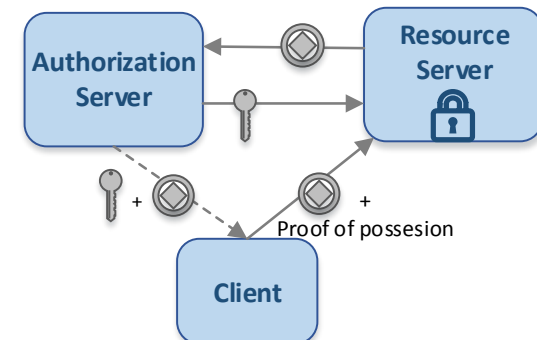 Authorization
Server
Resource
Server
+
+
Proof of possesion
Client